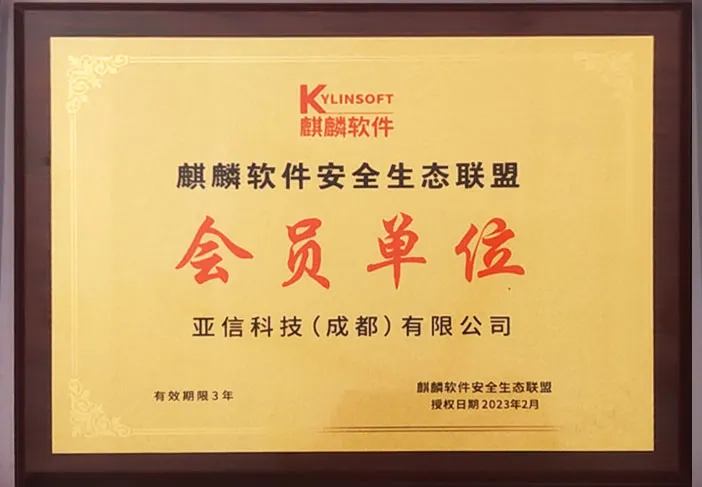 KYLINSOFT
麒麟软件
麒麟软件安全生态联盟
会员单位
亚信科技（成都）有限公司
有效期限3年
麒麟软件安全生态联盟
授权日期2023年2月